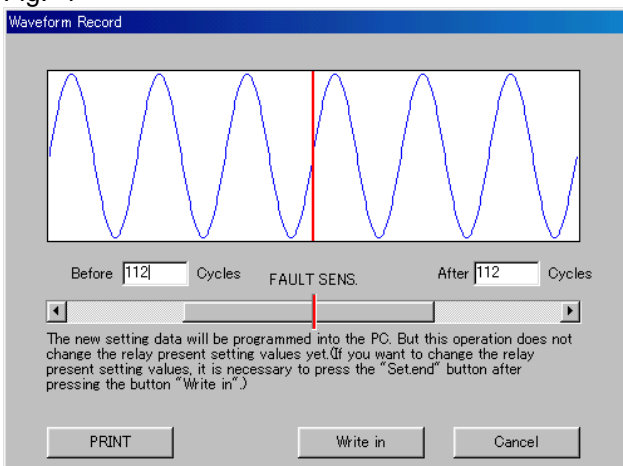 Waveform Record
Before 112 Cycles FAULT SENS. After 112 Cycles
The new setting data will be programmed into the PC. But this operation does not
change the relay present setting values yet.(If you want to change the relay
present setting values, it is necessary to press the "Set.end" button after
pressing the button "Write in".)
PRINT Write in Cancel